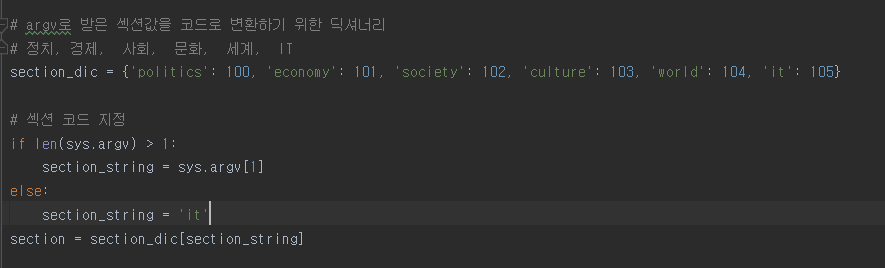 # argv로 받은 섹션값을 코드로 변환하기 위한 딕셔너리
# 정치, 경제, 사회, 문화, 세계, IT
section_dic = {'politics': 100, 'economy': 101, 'society': 102, 'culture': 103, 'world': 104, 'it': 105}
# 섹션 코드 지정
if len(sys.argv) > 1:
    section_string = sys.argv[1]
else:
    section_string = 'it'
section = section_dic[section_string]